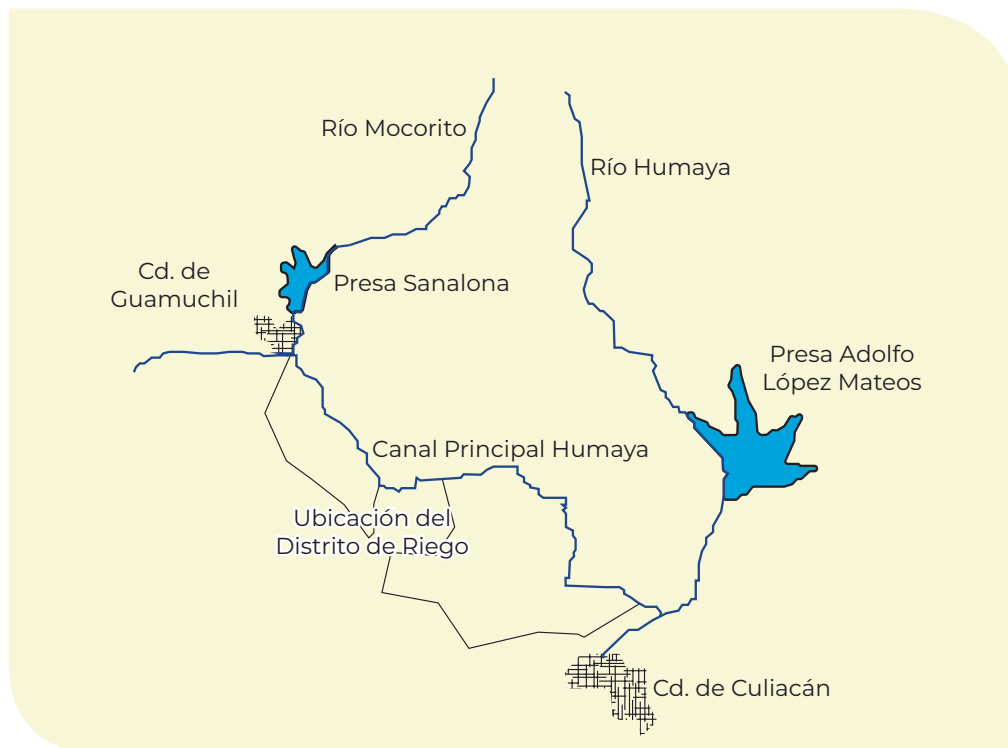 Río Mocorito
Río Humaya
Cd. de
Guamuchil
Presa Sanalona
Presa Adolfo
López Mateos
Canal Principal Humaya
Ubicación del
Distrito de Riego
Cd. de Culiacán